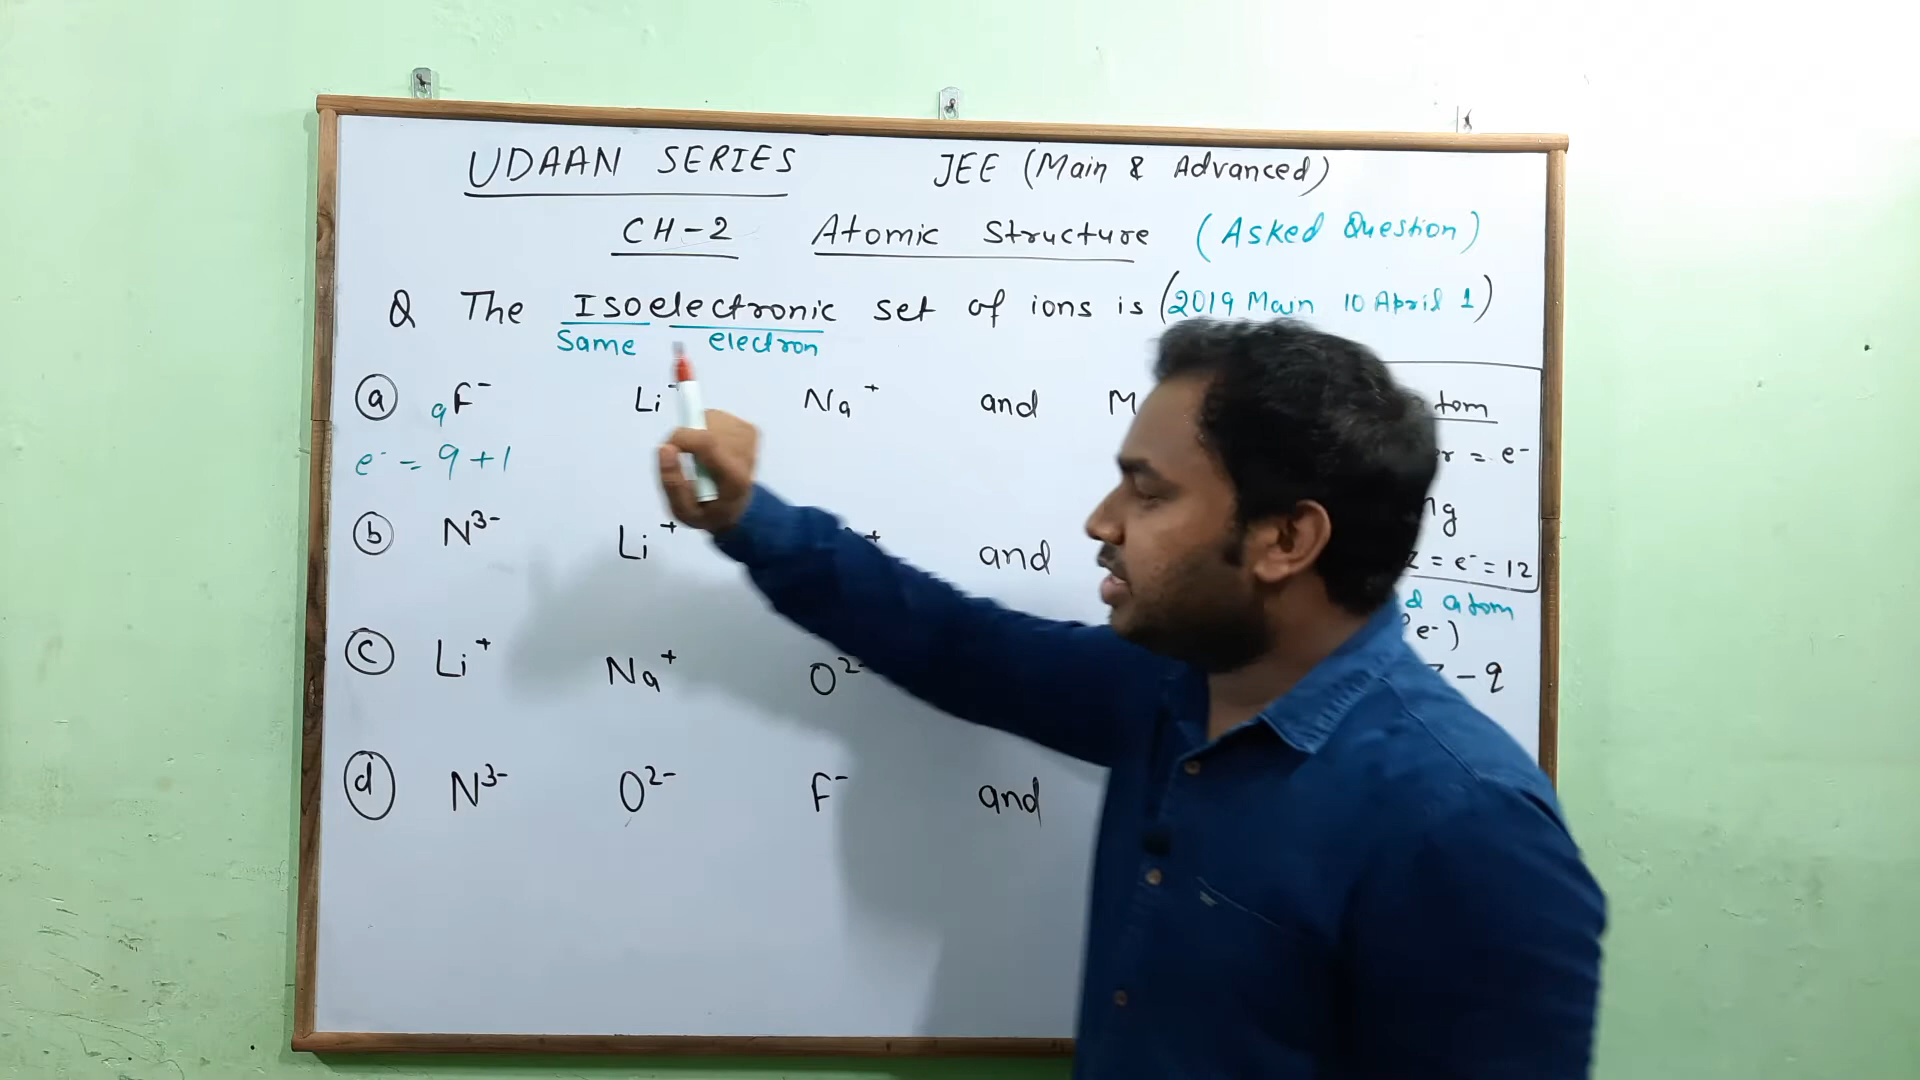 UDAAN SERIES JEE (Main & Advanced)
CH-2 Atomic Structure (Asked Question)
Q The Isoelectronic set of ions is (2019 Main 10 April 1)
Same electron
(a) ₉F⁻ Li Na⁺ and
e⁻ = 9 + 1
(b) N³⁻ Li⁺ and
(c) Li⁺ Na⁺ O²⁻
(d) N³⁻ O²⁻ F⁻ and
tom
= e⁻
g
= e⁻ = 12
d atom
e⁻)
- q